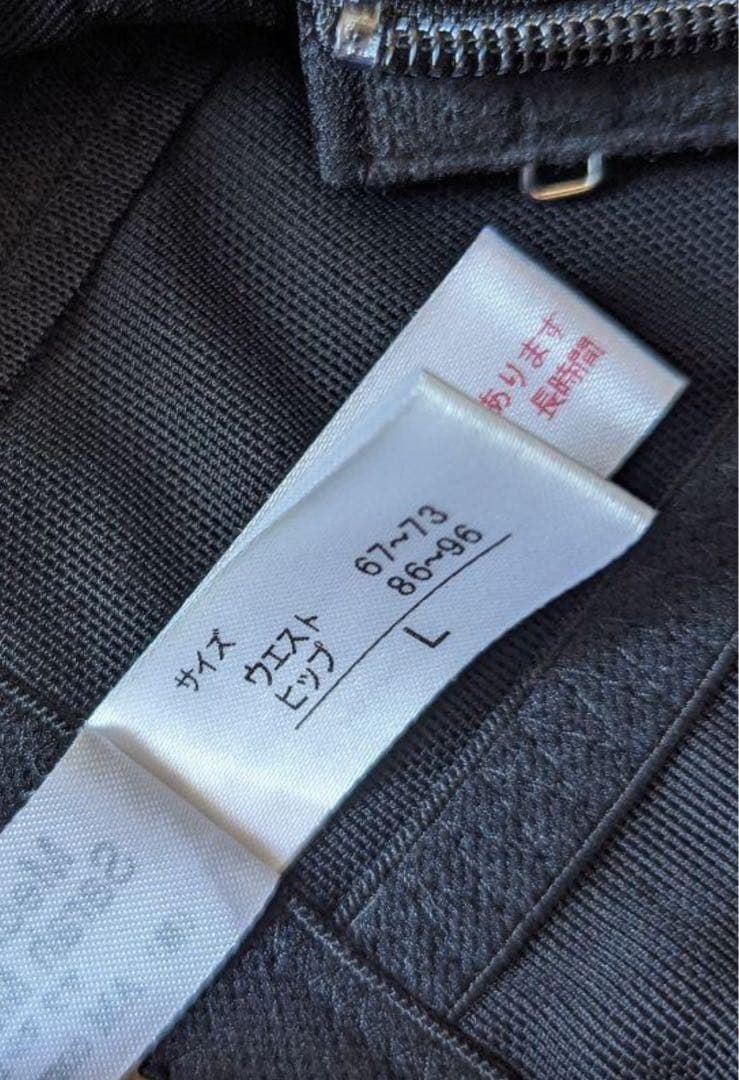 あります
長時間
サイズ
ウエスト 67~73
ヒップ 86~96
L